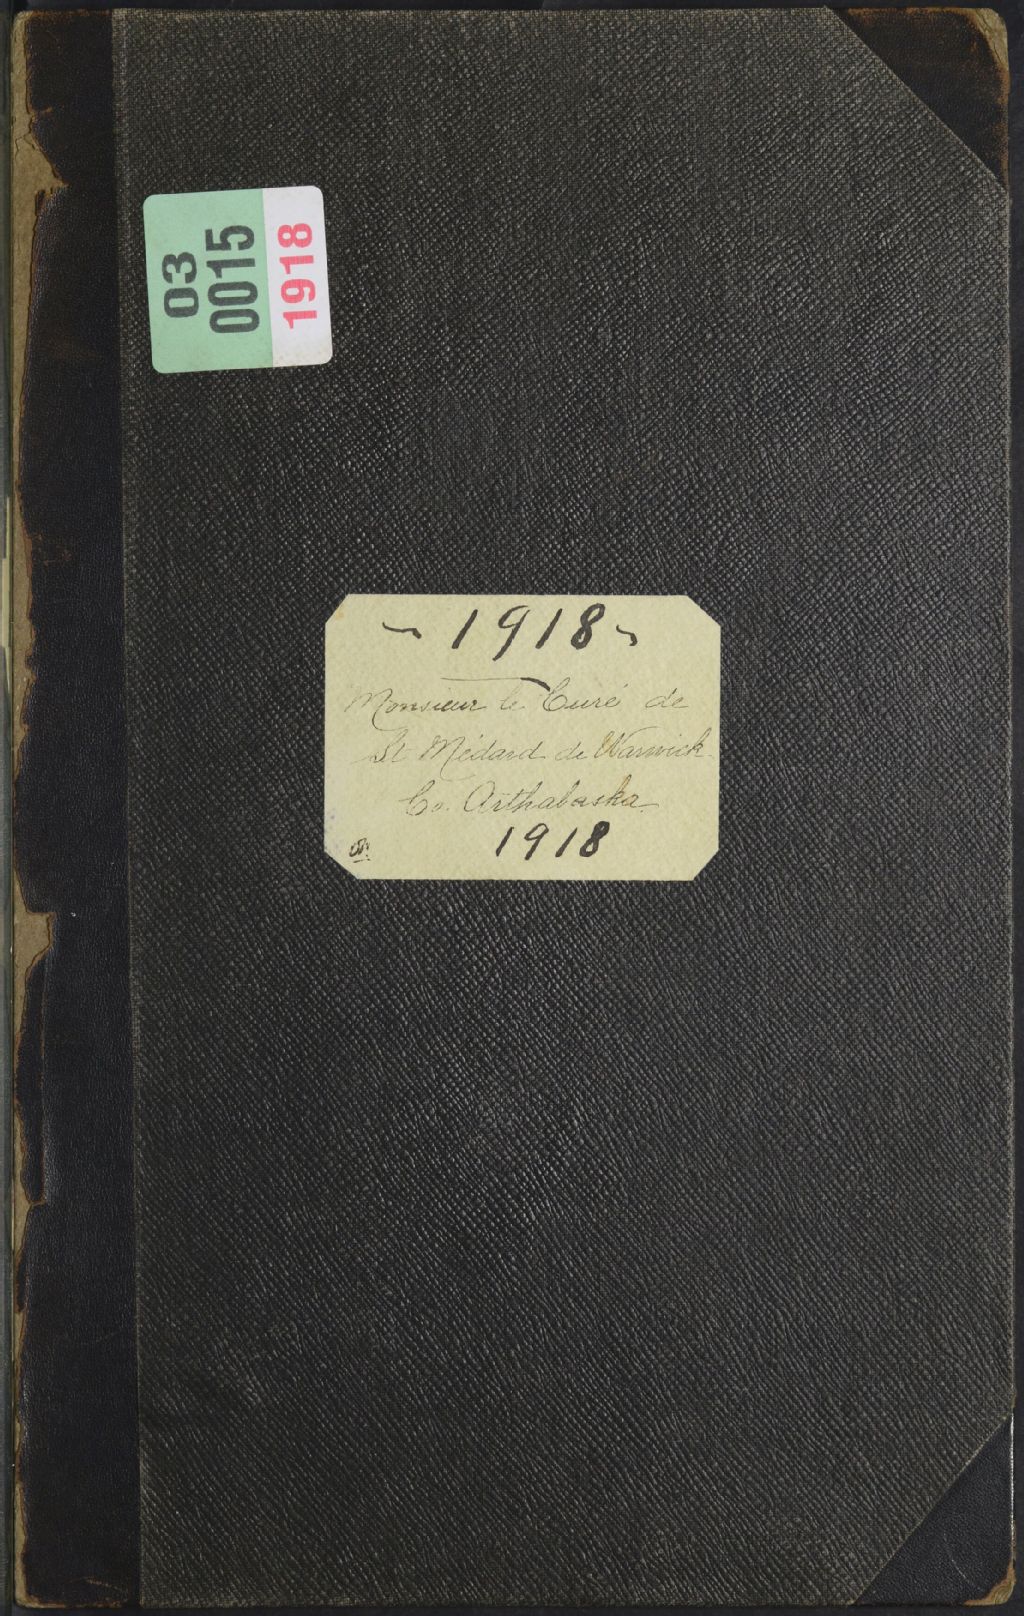 03
0015
1918
~ 1918 ~
Monsieur le Curé de
St Médard de Warwick
Co. Arthabaska
1918